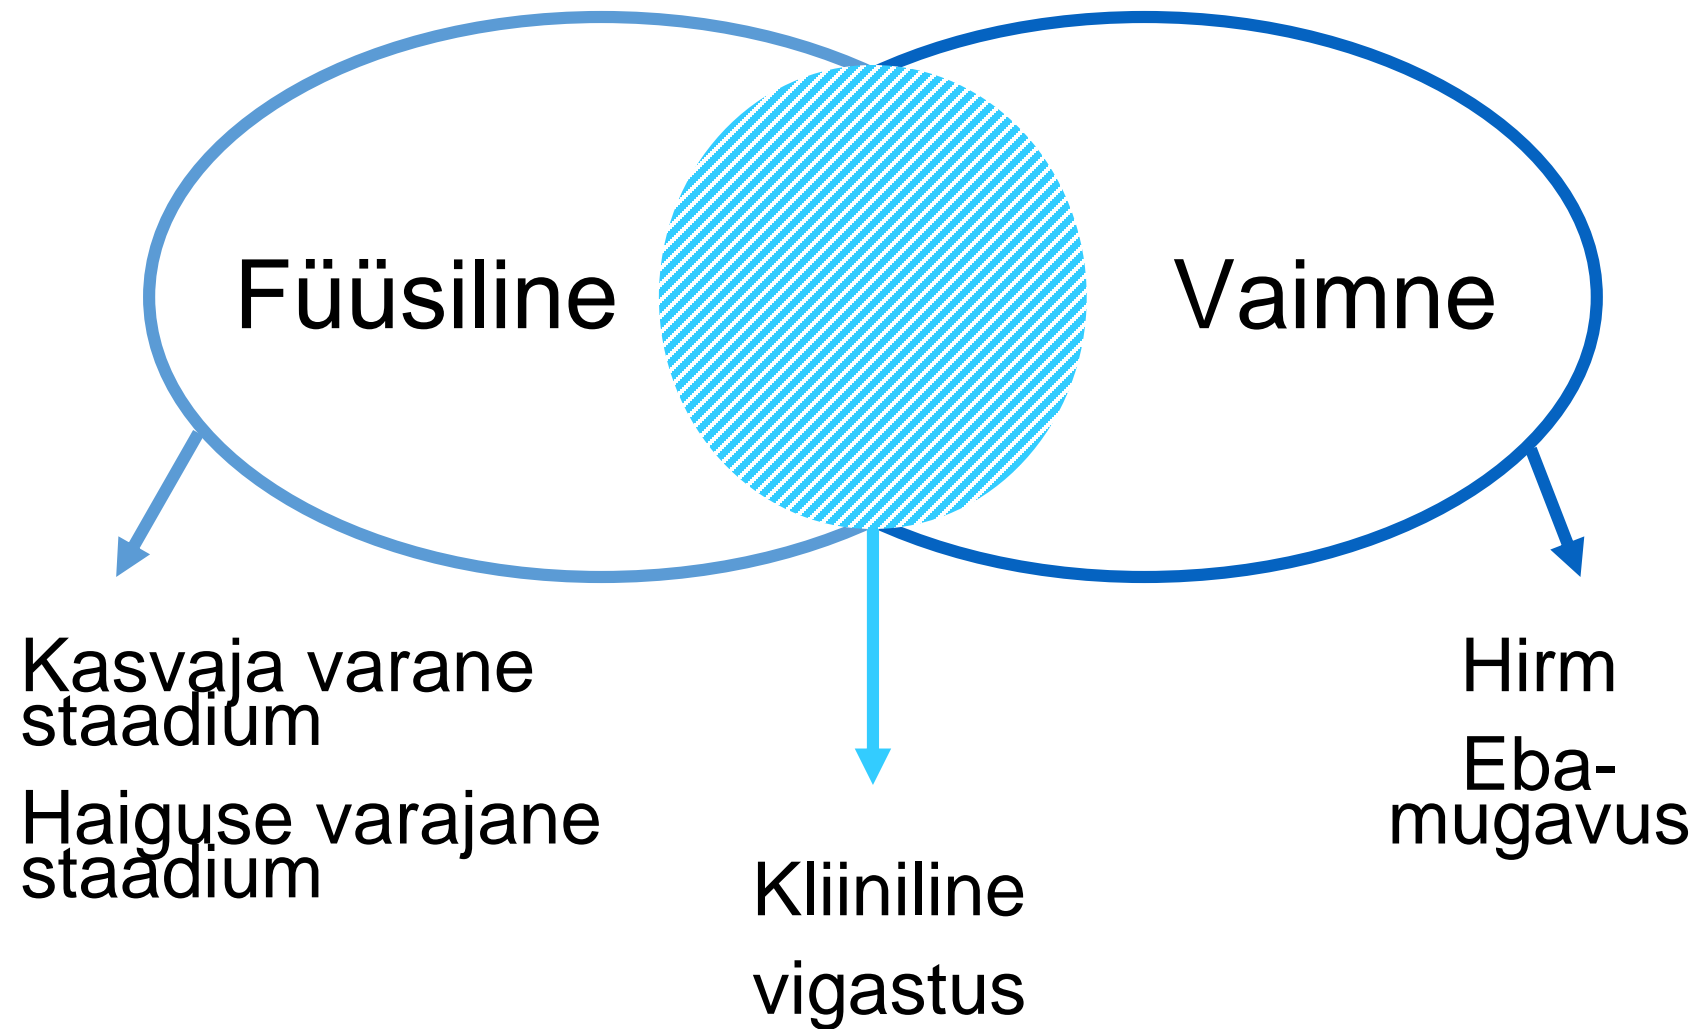 Füüsiline
Vaimne
Kasvaja varane
staadium
Haiguse varajane
staadium
Kliiniline
vigastus
Hirm
Eba-
mugavus